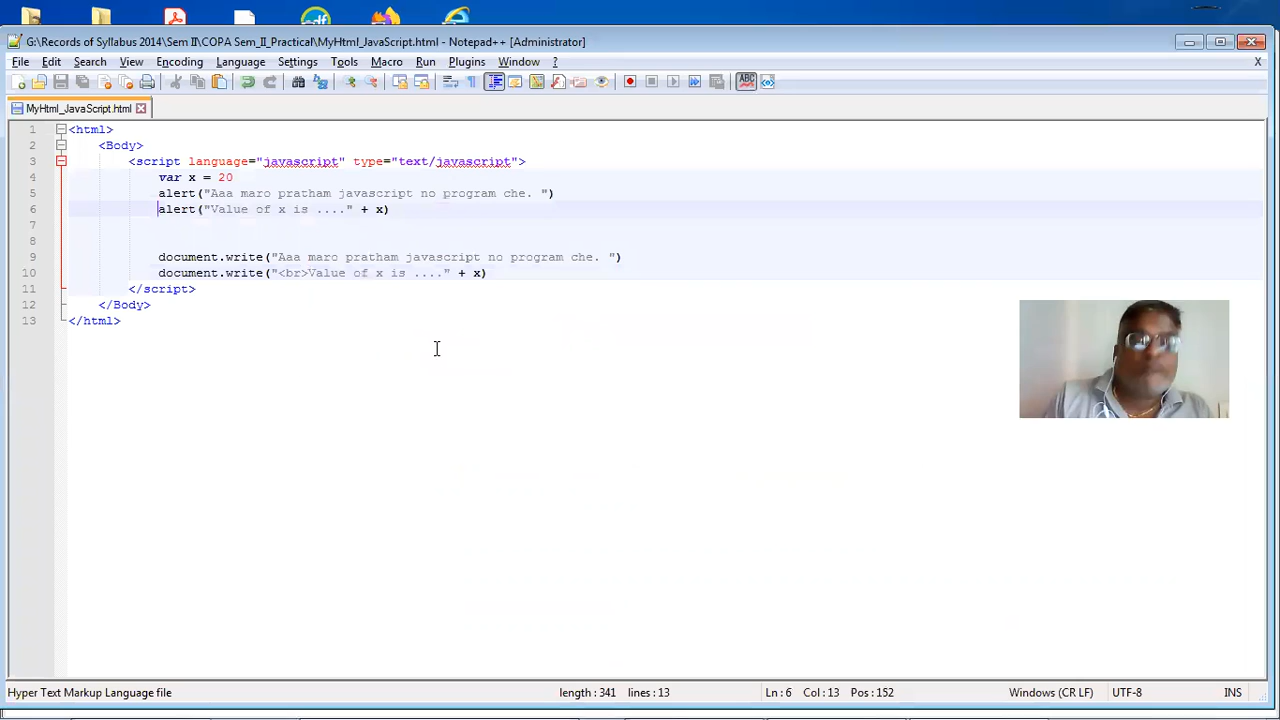 G:\Records of Syllabus 2014\Sem II\COPA Sem_II_Practical\MyHtml_JavaScript.html - Notepad++ [Administrator]
File Edit Search View Encoding Language Settings Tools Macro Run Plugins Window ? X
MyHtml_JavaScript.html
1 <html>
2 <Body>
3 <script language="javascript" type="text/javascript">
4 var x = 20
5 alert("Aaa maro pratham javascript no program che. ")
6 alert("Value of x is ...." + x)
7
8
9 document.write("Aaa maro pratham javascript no program che. ")
10 document.write("<br>Value of x is ...." + x)
11 </script>
12 </Body>
13 </html>
Hyper Text Markup Language file length : 341 lines : 13 Ln : 6 Col : 13 Pos : 152 Windows (CR LF) UTF-8 INS